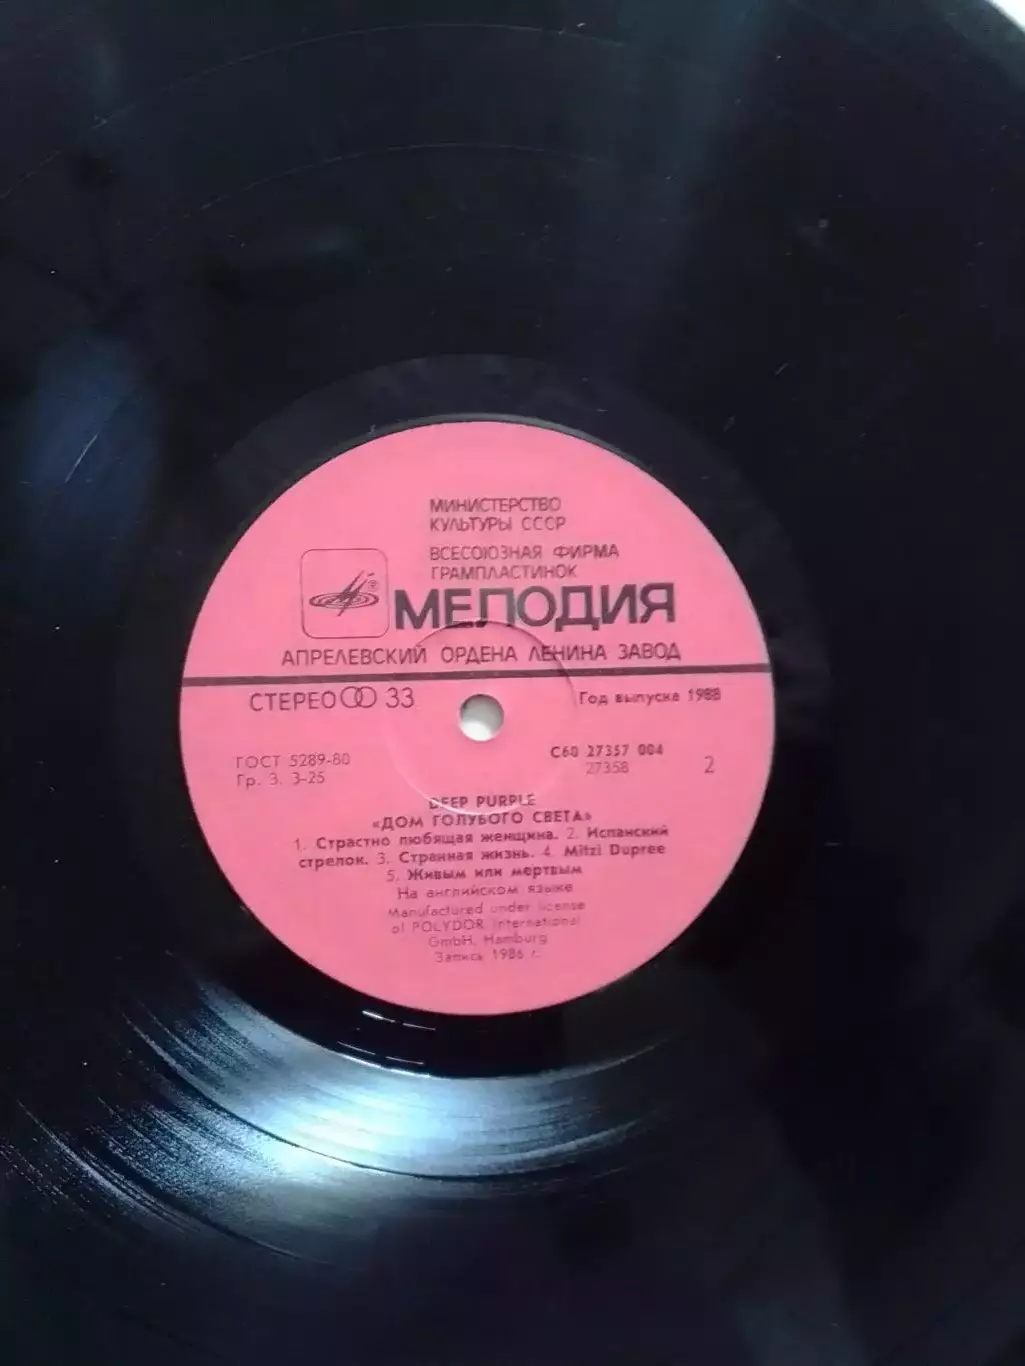 МИНИСТЕРСТВО
КУЛЬТУРЫ СССР
ВСЕСОЮЗНАЯ ФИРМА
ГРАМПЛАСТИНОК
МЕЛОДИЯ
АПРЕЛЕВСКИЙ ОРДЕНА ЛЕНИНА ЗАВОД
СТЕРЕО 33
Год выпуска 1988
ГОСТ 5289-80
Гр. 3. 3-25
С60 27357 004
27358
2
DEEP PURPLE
«ДОМ ГОЛУБОГО СВЕТА»
1. Страстно любящая женщина. 2. Испанский
стрелок. 3. Странная жизнь. 4. Mitzi Dupree
5. Живым или мертвым
На английском языке
Manufactured under license
of POLYDOR International
GmbH, Hamburg
Запись 1986 г.